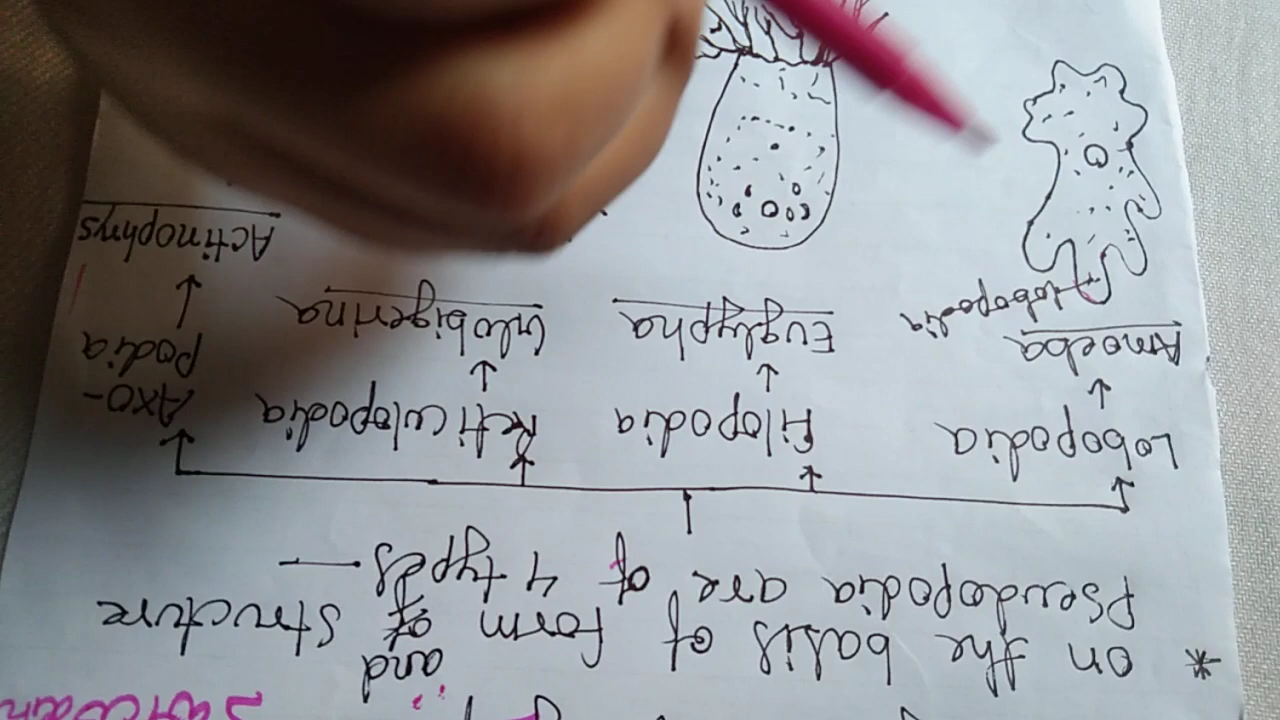 * on the basis of form and structure
Pseudopodia are of 4 types —
Lobopodia Filopodia Reticulopodia Axo-
podia
Amoeba Euglypha Globigerina Actinophrys
lobopodia